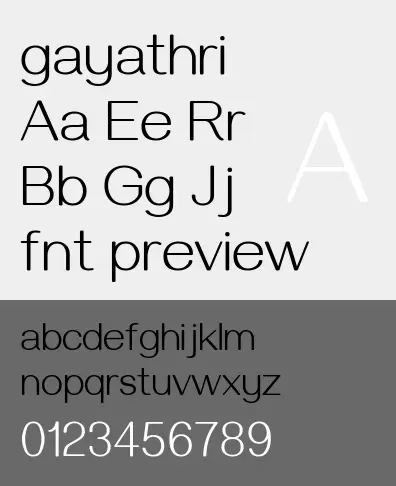 gayathri
Aa Ee Rr
A
Bb Gg Jj
fnt preview
abcdefghijklm
nopqrstuvwxyz
0123456789